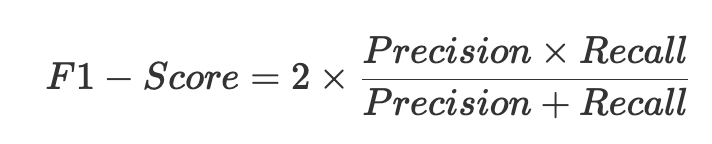 F1 − Score = 2 × Precision × Recall / Precision + Recall